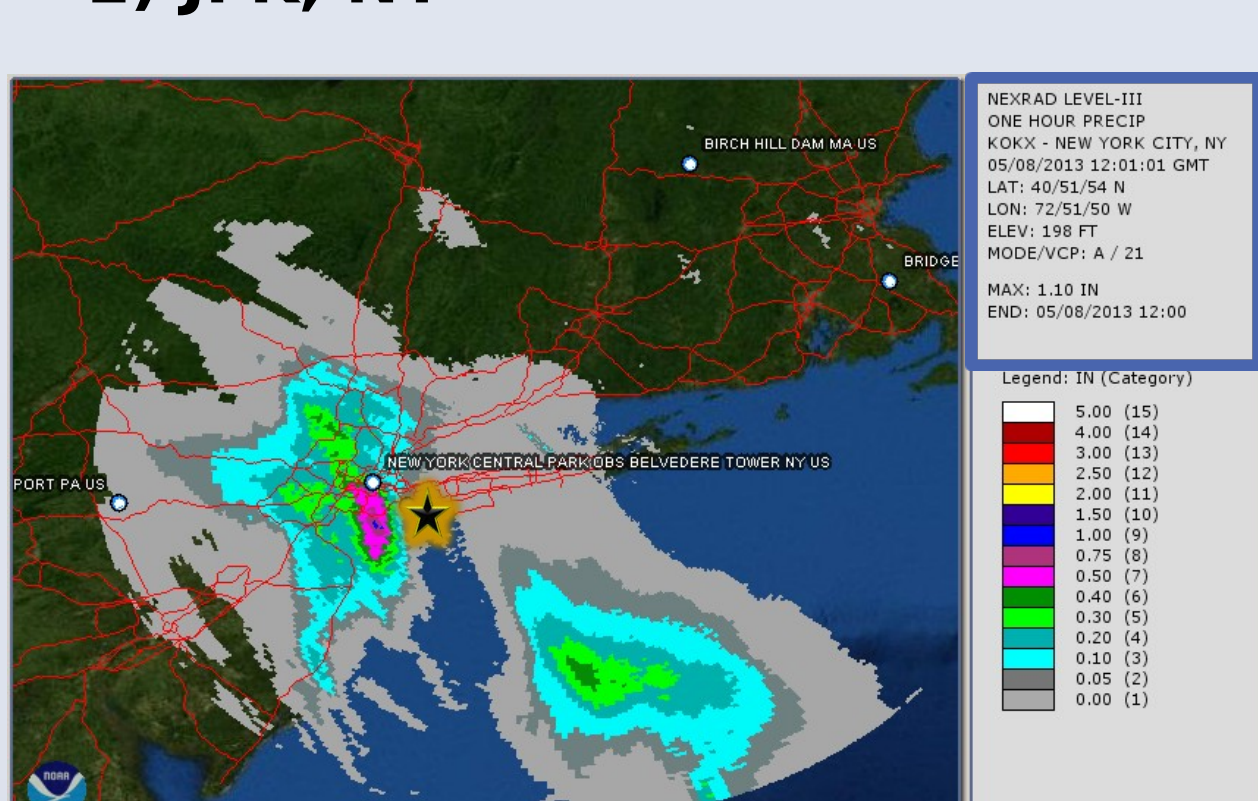 BIRCH HILL DAM MA US
BRIDGE
NEW YORK CENTRAL PARK OBS BELVEDERE TOWER NY US
PORT PA US
NOAA
NEXRAD LEVEL-III
ONE HOUR PRECIP
KOKX - NEW YORK CITY, NY
05/08/2013 12:01:01 GMT
LAT: 40/51/54 N
LON: 72/51/50 W
ELEV: 198 FT
MODE/VCP: A / 21
MAX: 1.10 IN
END: 05/08/2013 12:00
Legend: IN (Category)
5.00 (15)
4.00 (14)
3.00 (13)
2.50 (12)
2.00 (11)
1.50 (10)
1.00 (9)
0.75 (8)
0.50 (7)
0.40 (6)
0.30 (5)
0.20 (4)
0.10 (3)
0.05 (2)
0.00 (1)